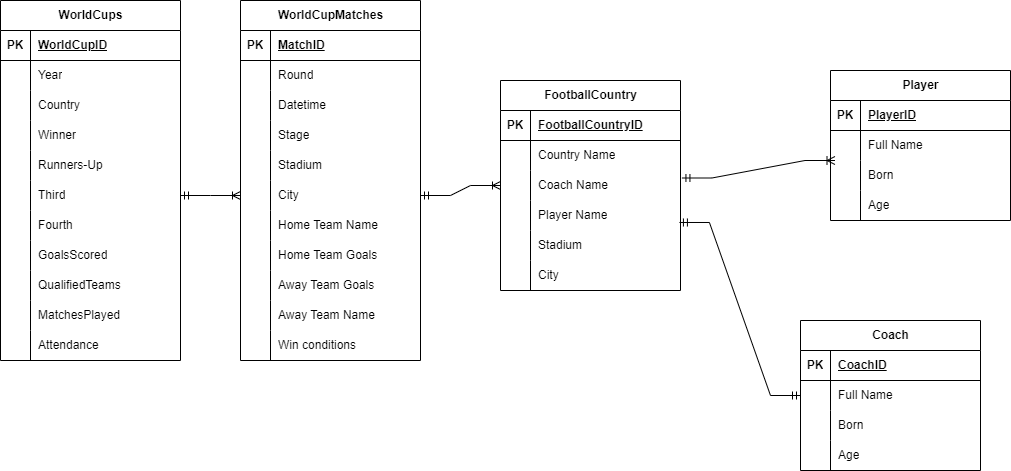 WorldCups
PK WorldCupID
Year
Country
Winner
Runners-Up
Third
Fourth
GoalsScored
QualifiedTeams
MatchesPlayed
Attendance
WorldCupMatches
PK MatchID
Round
Datetime
Stage
Stadium
City
Home Team Name
Home Team Goals
Away Team Goals
Away Team Name
Win conditions
FootballCountry
PK FootballCountryID
Country Name
Coach Name
Player Name
Stadium
City
Player
PK PlayerID
Full Name
Born
Age
Coach
PK CoachID
Full Name
Born
Age